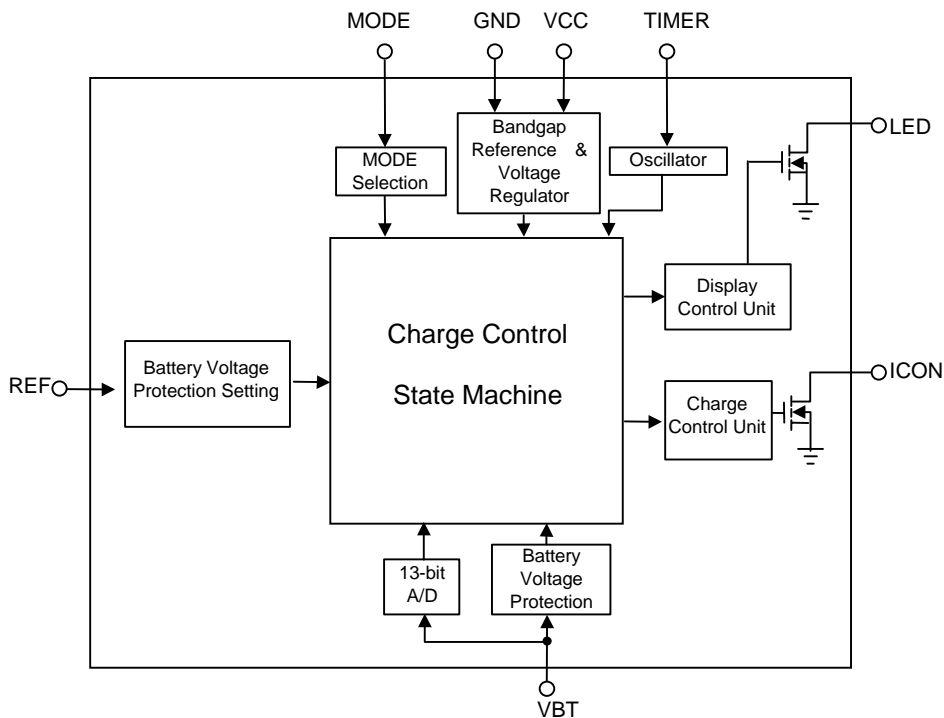 MODE
GND
VCC
TIMER
LED
MODE
Selection
Bandgap
Reference &
Voltage
Regulator
Oscillator
Display
Control Unit
Charge Control
State Machine
Battery Voltage
Protection Setting
REF
ICON
Charge
Control Unit
13-bit
A/D
Battery
Voltage
Protection
VBT